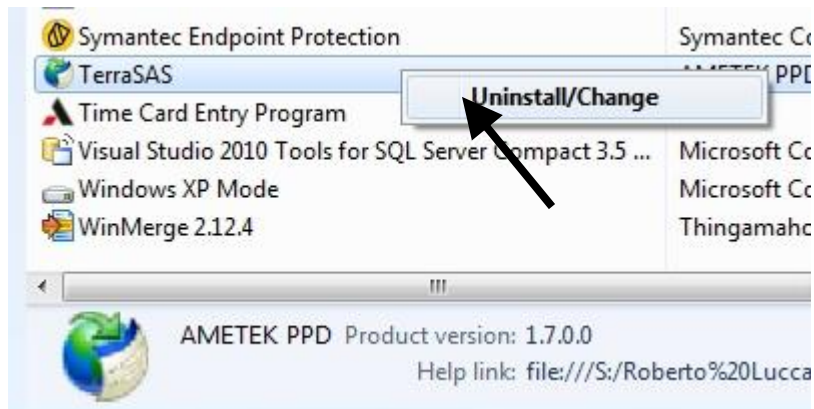 Symantec Endpoint Protection Symantec Co
TerraSAS AMETEK PPD
Uninstall/Change
Time Card Entry Program
Visual Studio 2010 Tools for SQL Server Compact 3.5 ... Microsoft Co
Windows XP Mode Microsoft Co
WinMerge 2.12.4 Thingamaho
AMETEK PPD Product version: 1.7.0.0
Help link: file:///S:/Roberto%20Lucca